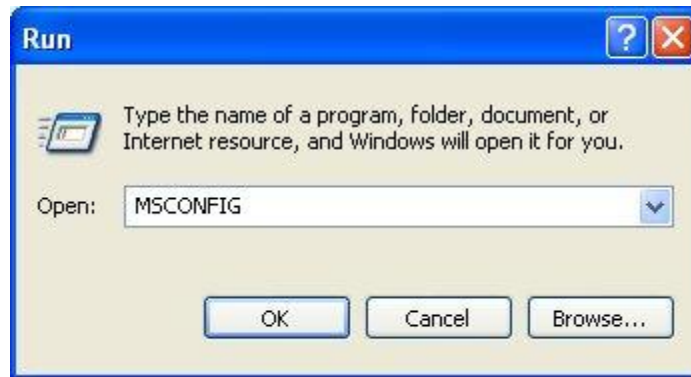 Run
Type the name of a program, folder, document, or
Internet resource, and Windows will open it for you.
Open: MSCONFIG
OK Cancel Browse...